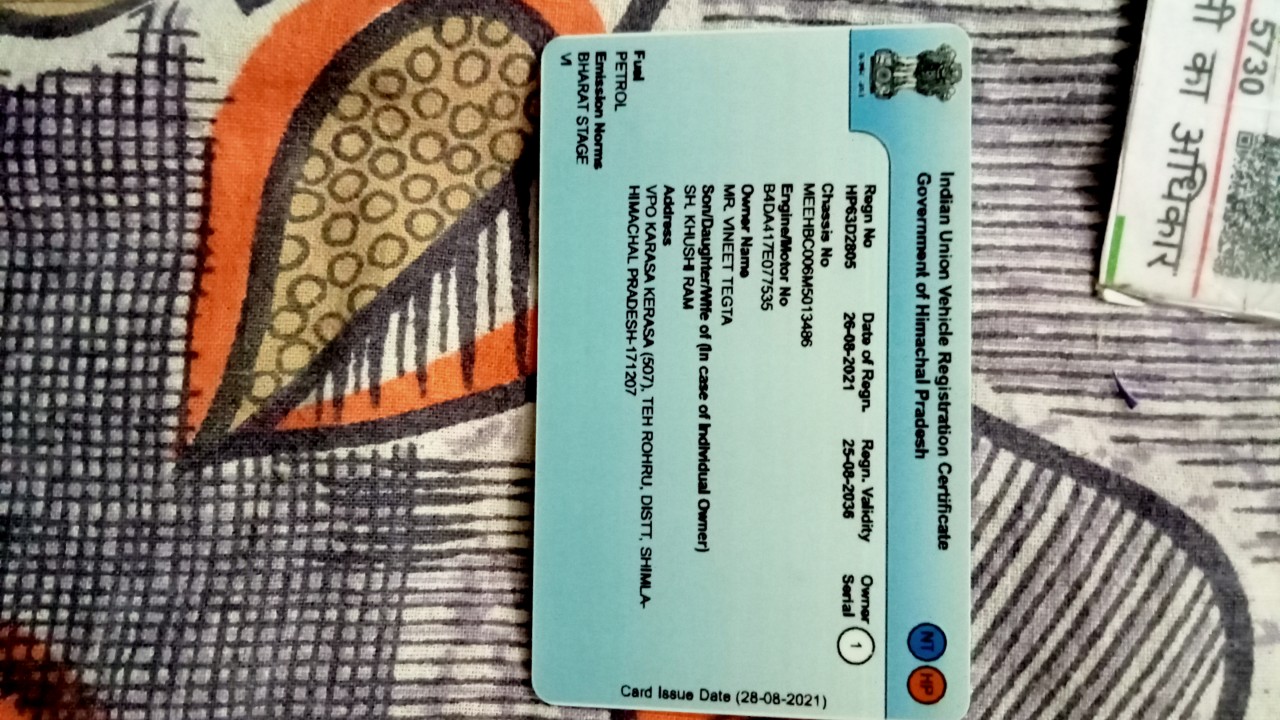 Indian Union Vehicle Registration Certificate
Government of Himachal Pradesh
NT HP
Regn No Date of Regn. Regn. Validity Owner Serial
HP63D2805 26-08-2021 25-08-2036 1
Chassis No
MEEHBC006M5013486
Engine/Motor No
B4DA417E077535
Owner Name
MR. VINEET TEGTA
Son/Daughter/Wife of (In case of Individual Owner)
SH. KHUSHI RAM
Address
VPO KARASA KERASA (507), TEH ROHRU, DISTT, SHIMLA-
HIMACHAL PRADESH-171207
Fuel
PETROL
Emission Norms
BHARAT STAGE
VI
Card Issue Date (28-08-2021)
5730
का अधिकार